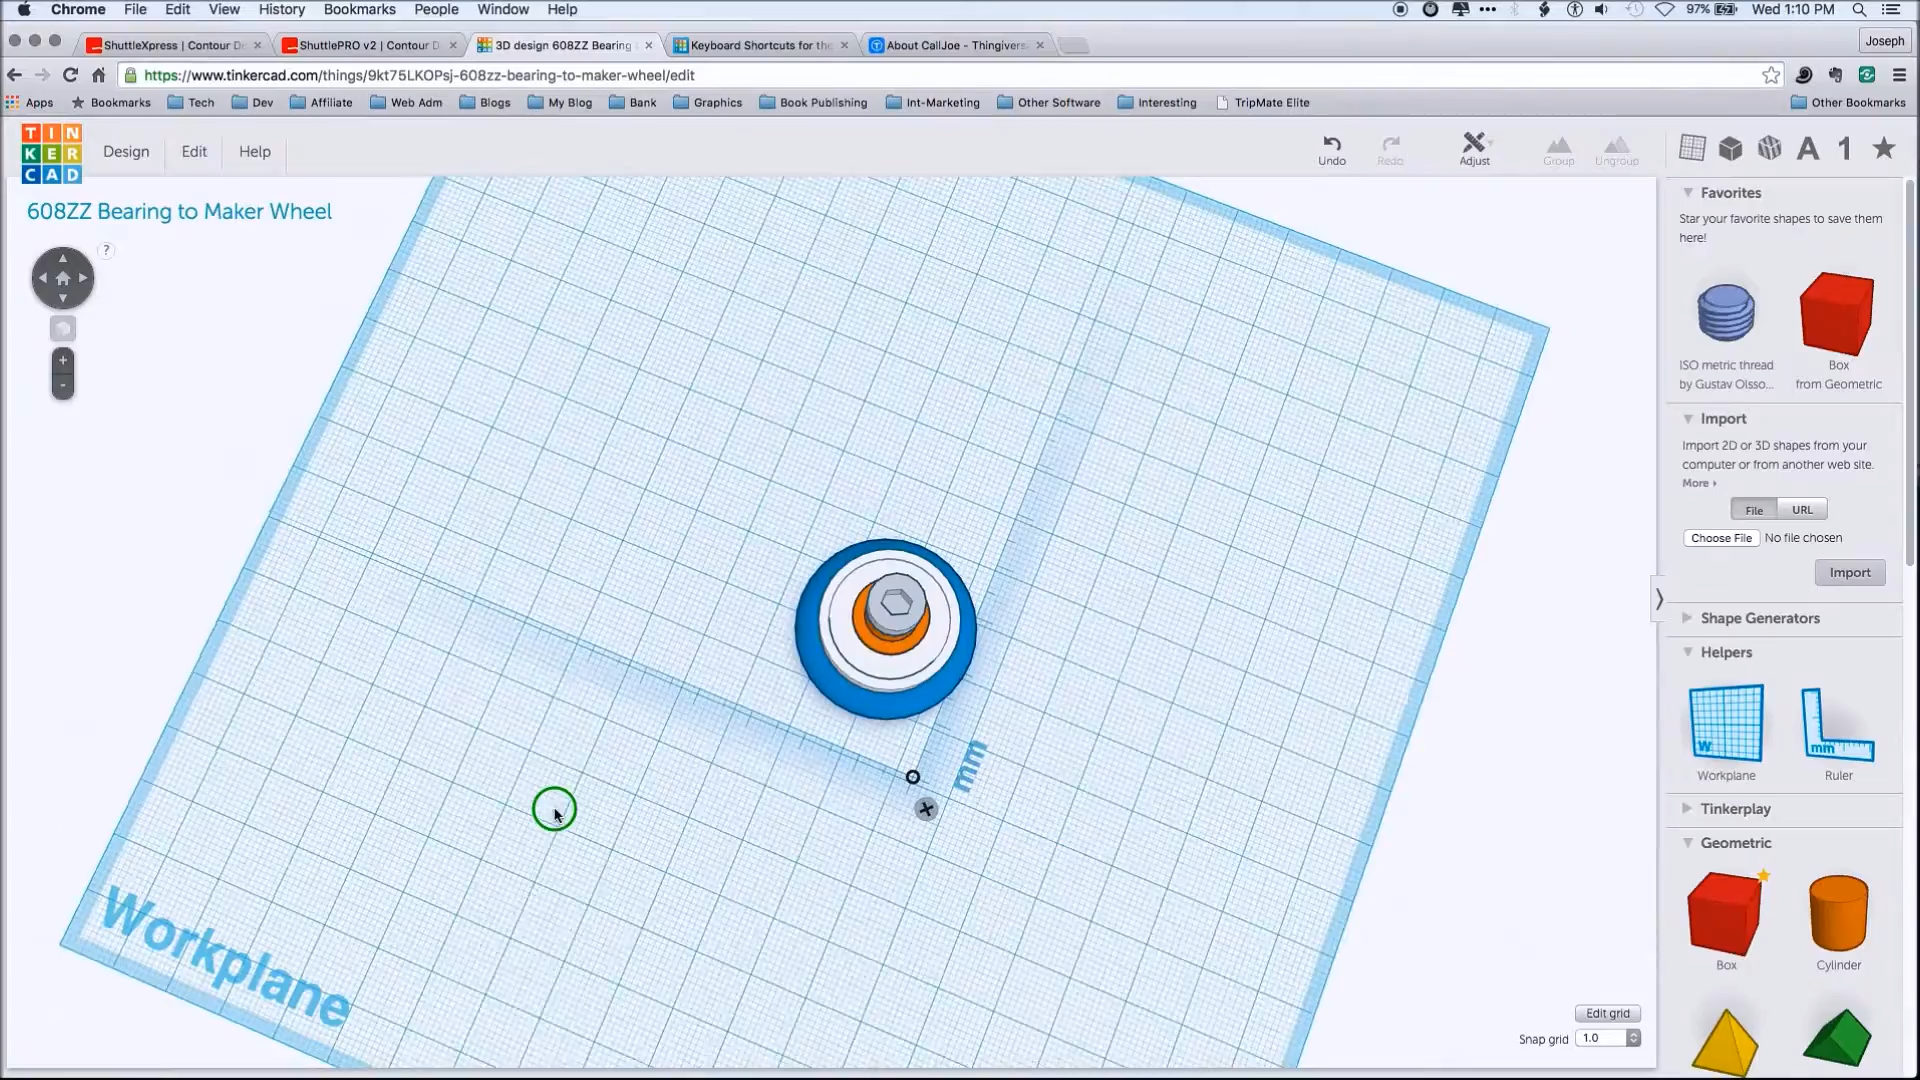 Chrome File Edit View History Bookmarks People Window Help 97% Wed 1:10 PM
ShuttleXpress | Contour D ShuttlePRO v2 | Contour D 3D design 608ZZ Bearing Keyboard Shortcuts for the About CallJoe - Thingivers Joseph
https://www.tinkercad.com/things/9kt75LKOPsj-608zz-bearing-to-maker-wheel/edit
Apps Bookmarks Tech Dev Affiliate Web Adm Blogs My Blog Bank Graphics Book Publishing Int-Marketing Other Software Interesting TripMate Elite Other Bookmarks
TIN
KER
CAD
Design Edit Help Undo Redo Adjust Group Ungroup A 1
608ZZ Bearing to Maker Wheel
?
+
-
Favorites
Star your favorite shapes to save them
here!
ISO metric thread
by Gustav Olsso...
Box
from Geometric
Import
Import 2D or 3D shapes from your
computer or from another web site.
More
File URL
Choose File No file chosen
Import
Shape Generators
Helpers
W
mm
Workplane Ruler
Tinkerplay
Geometric
Box Cylinder
mm
Workplane
Edit grid
Snap grid 1.0